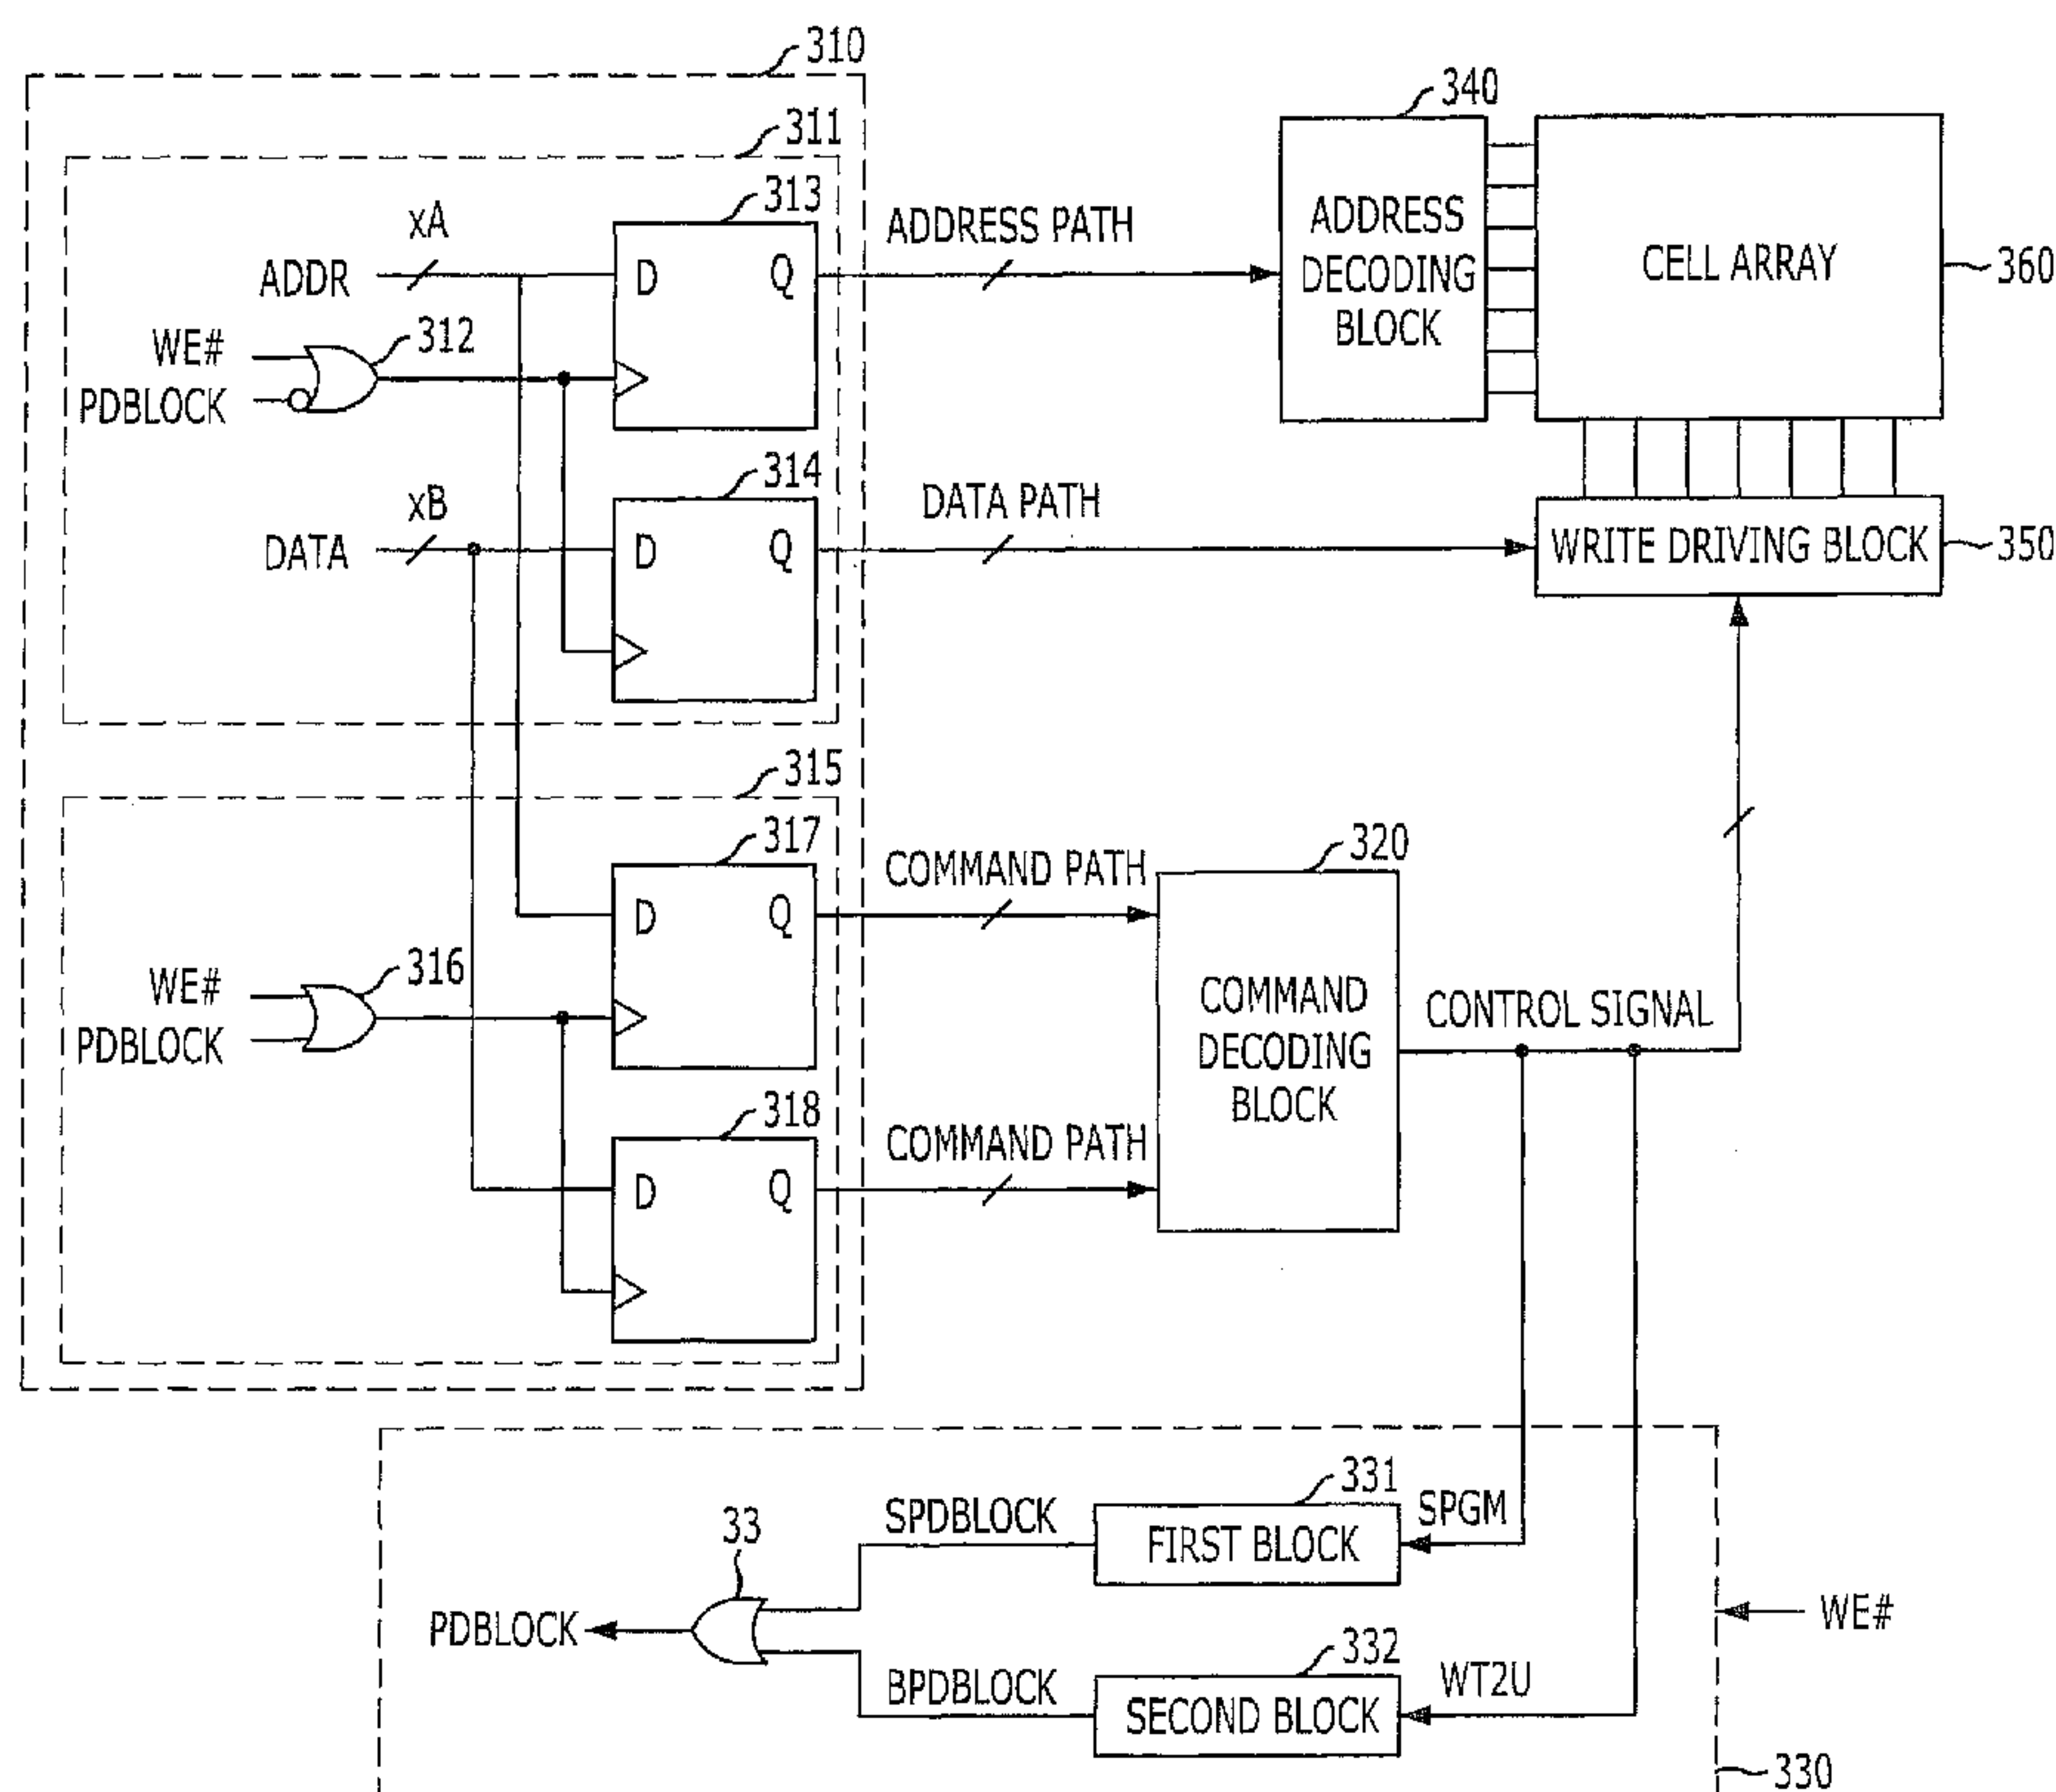 310
311
340
xA
313
ADDR
D
Q
ADDRESS PATH
ADDRESS
DECODING
BLOCK
CELL ARRAY
360
WE#
312
PDBLOCK
xB
314
DATA
D
Q
DATA PATH
WRITE DRIVING BLOCK
350
315
317
COMMAND PATH
320
D
Q
WE#
316
PDBLOCK
COMMAND
DECODING
BLOCK
CONTROL SIGNAL
318
COMMAND PATH
D
Q
331
SPDBLOCK
FIRST BLOCK
SPGM
33
PDBLOCK
WE#
332
BPDBLOCK
SECOND BLOCK
WT2U
330